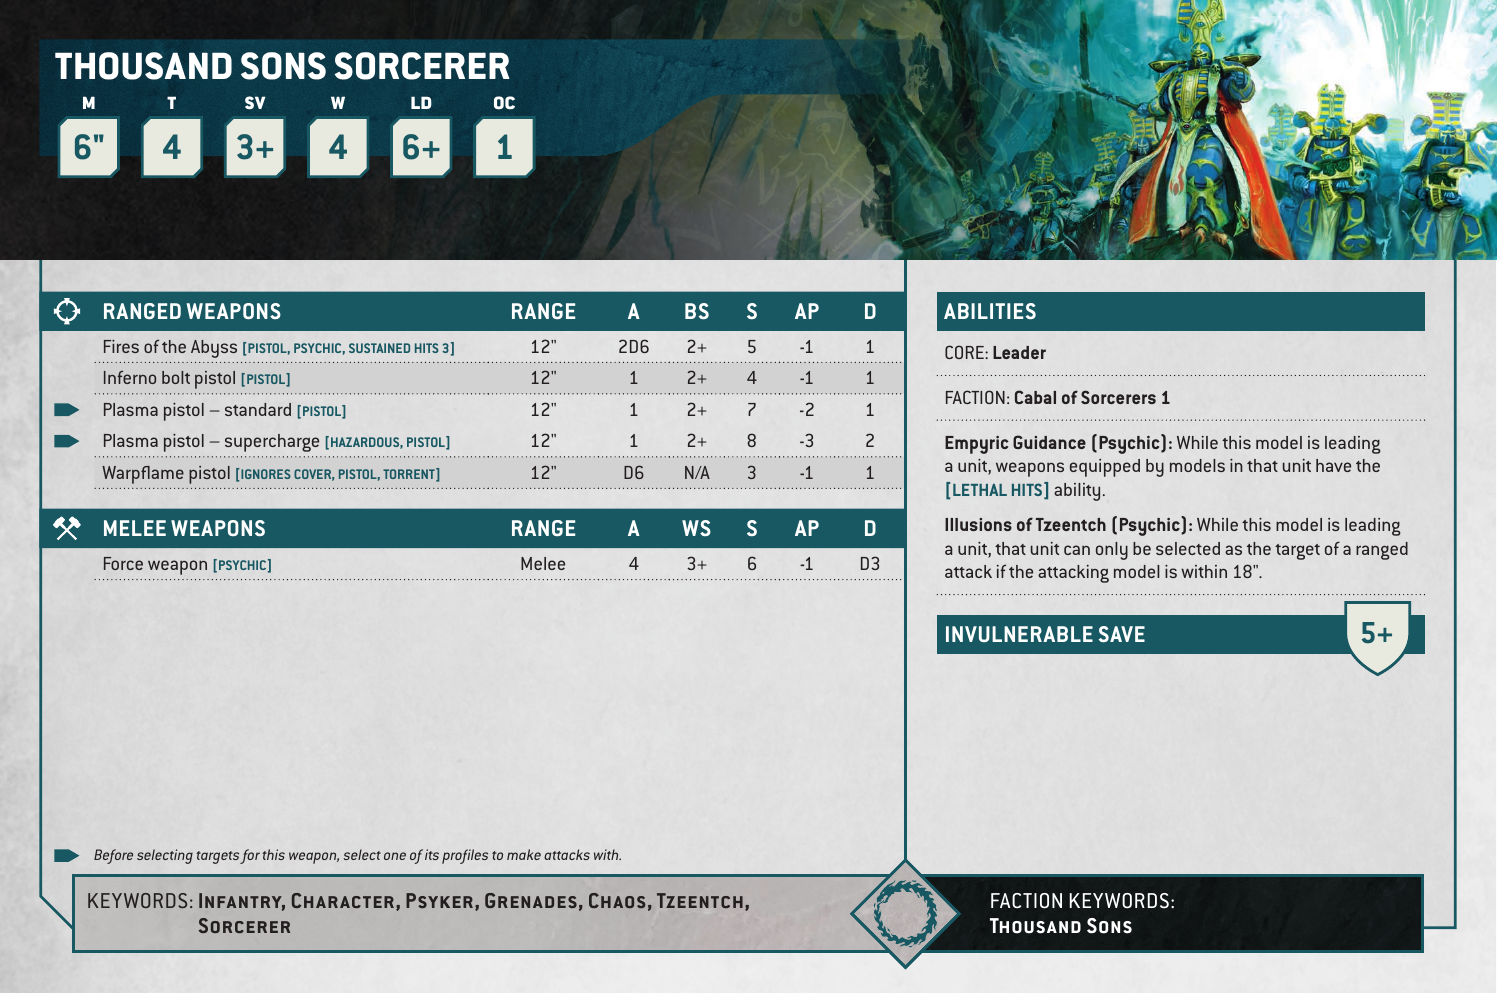 THOUSAND SONS SORCERER
M T SV W LD OC
6" 4 3+ 4 6+ 1
RANGED WEAPONS RANGE A BS S AP D
Fires of the Abyss [PISTOL, PSYCHIC, SUSTAINED HITS 3] 12" 2D6 2+ 5 -1 1
Inferno bolt pistol [PISTOL] 12" 1 2+ 4 -1 1
Plasma pistol – standard [PISTOL] 12" 1 2+ 7 -2 1
Plasma pistol – supercharge [HAZARDOUS, PISTOL] 12" 1 2+ 8 -3 2
Warpflame pistol [IGNORES COVER, PISTOL, TORRENT] 12" D6 N/A 3 -1 1
MELEE WEAPONS RANGE A WS S AP D
Force weapon [PSYCHIC] Melee 4 3+ 6 -1 D3
Before selecting targets for this weapon, select one of its profiles to make attacks with.
ABILITIES
CORE: Leader
FACTION: Cabal of Sorcerers 1
Empyric Guidance (Psychic): While this model is leading
a unit, weapons equipped by models in that unit have the
[LETHAL HITS] ability.
Illusions of Tzeentch (Psychic): While this model is leading
a unit, that unit can only be selected as the target of a ranged
attack if the attacking model is within 18".
INVULNERABLE SAVE 5+
KEYWORDS: INFANTRY, CHARACTER, PSYKER, GRENADES, CHAOS, TZEENTCH,
SORCERER
FACTION KEYWORDS:
THOUSAND SONS